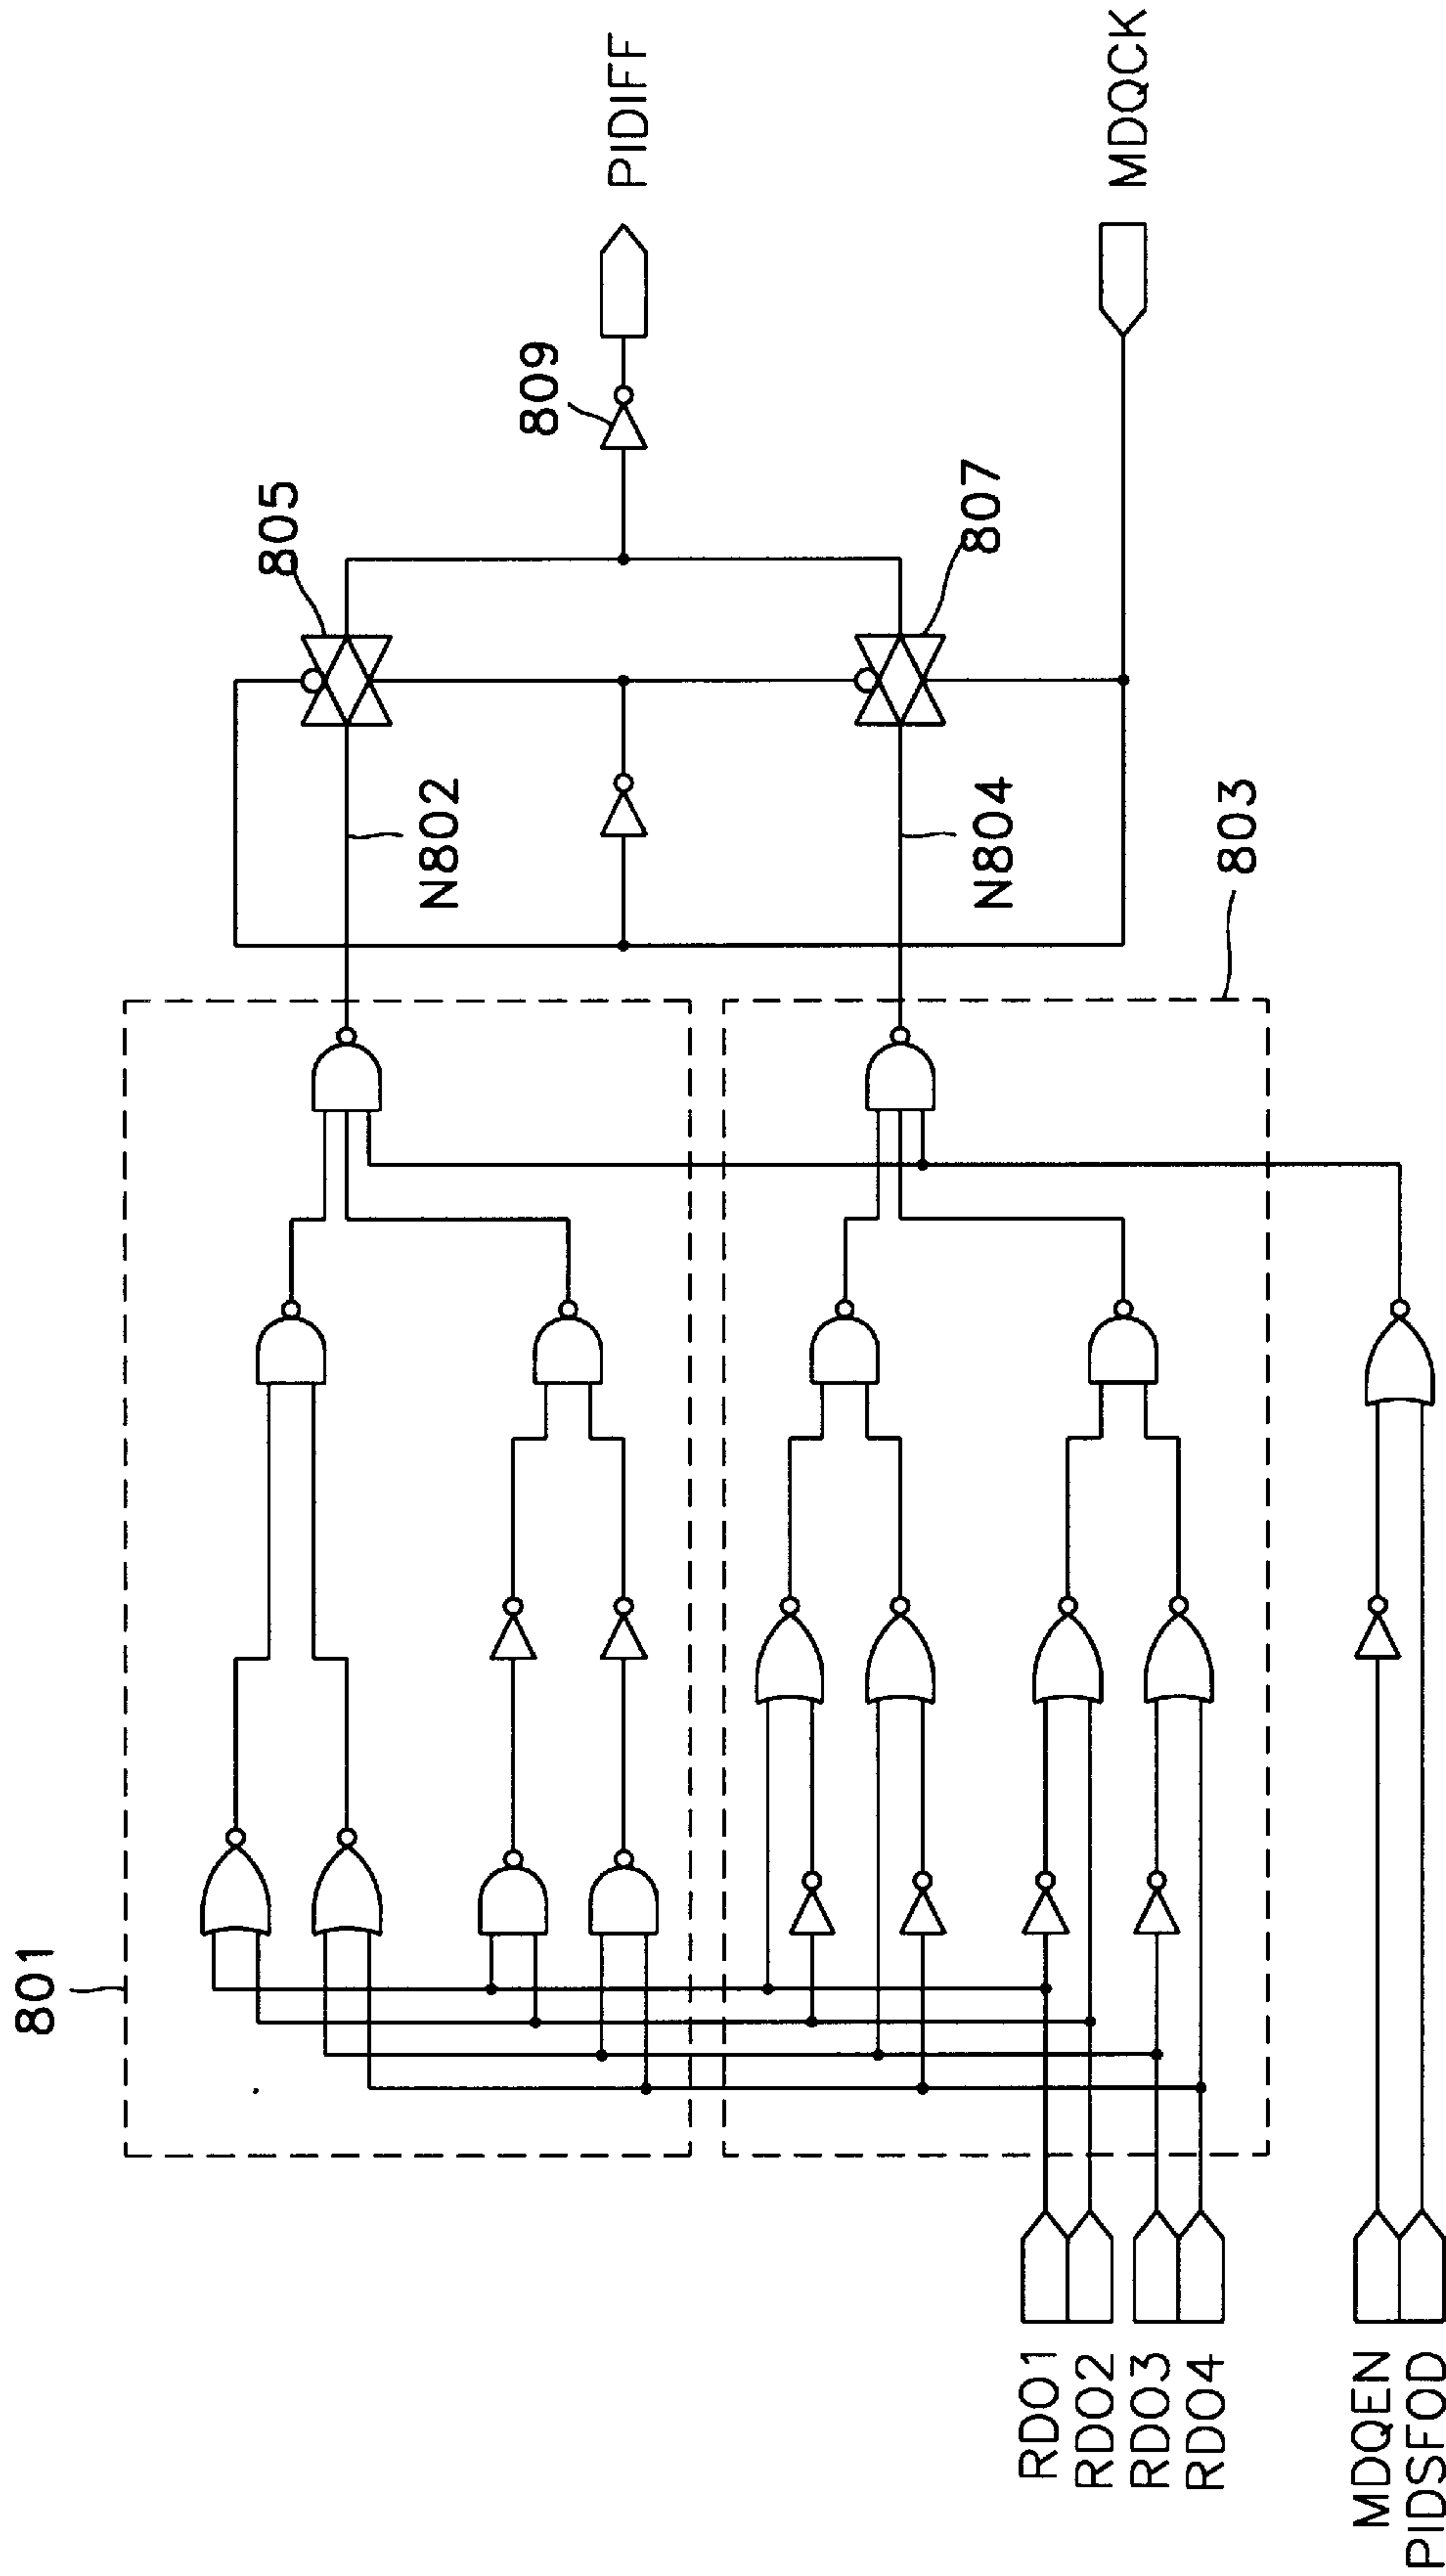 801
805
N802
809
PIDIFF
807
N804
803
MDQCK
RDO1
RDO2
RDO3
RDO4
MDQEN
PIDSFOD